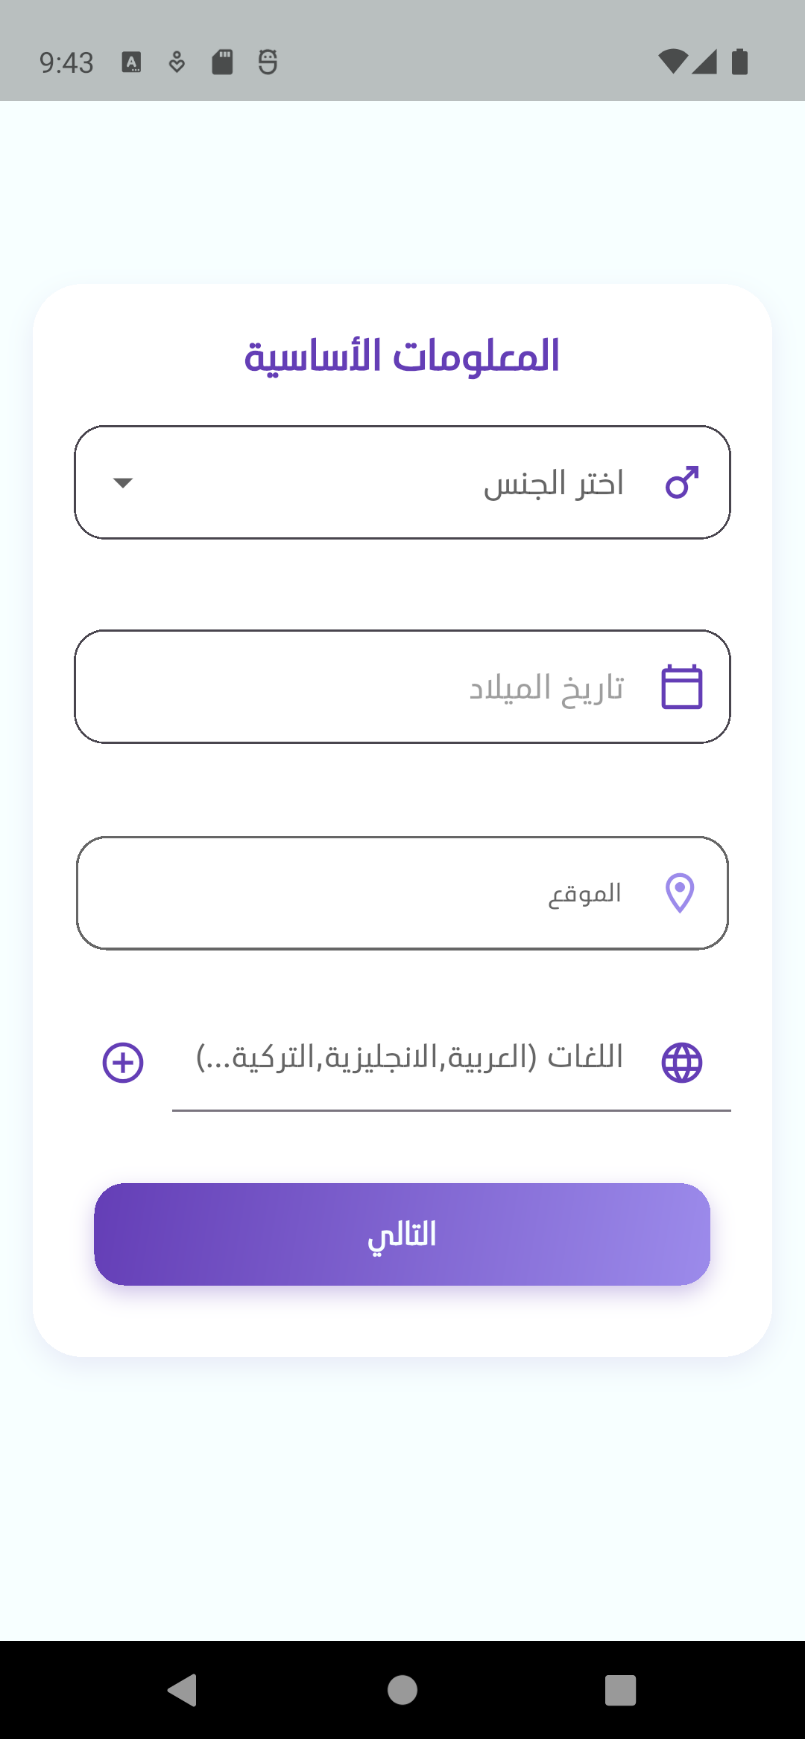 9:43
المعلومات الأساسية
اختر الجنس
تاريخ الميلاد
الموقع
اللغات (العربية,الانجليزية,التركية...)
التالي